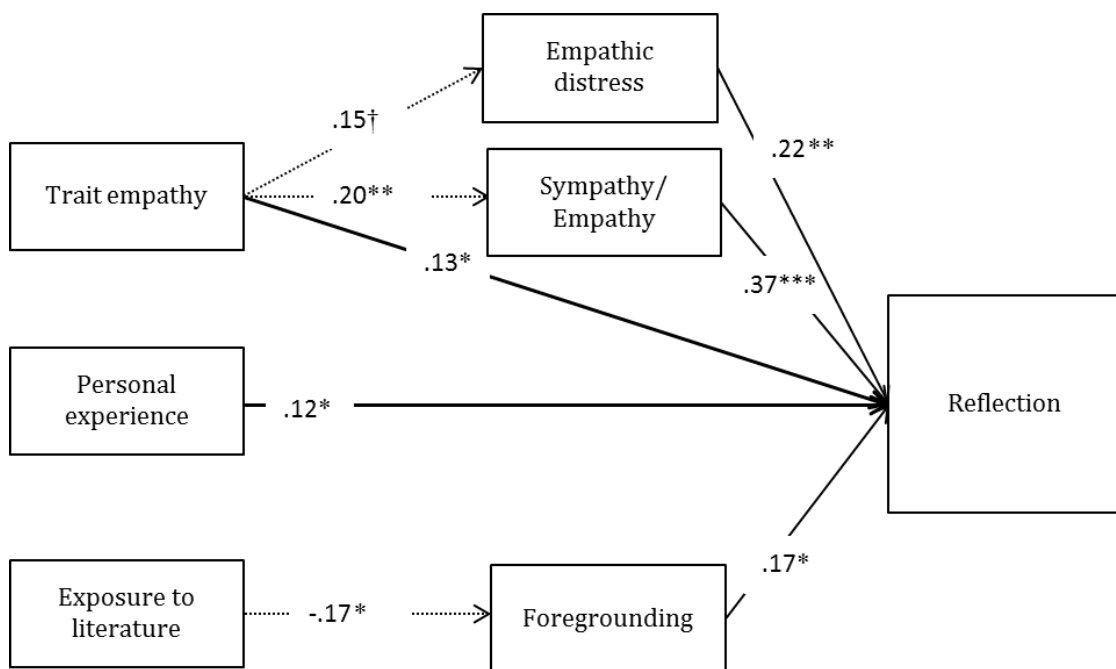 Empathic
distress
.15†
.22**
Trait empathy
.20**
Sympathy/
Empathy
.13*
.37***
Personal
experience
.12*
Reflection
Exposure to
literature
-.17*
Foregrounding
.17*